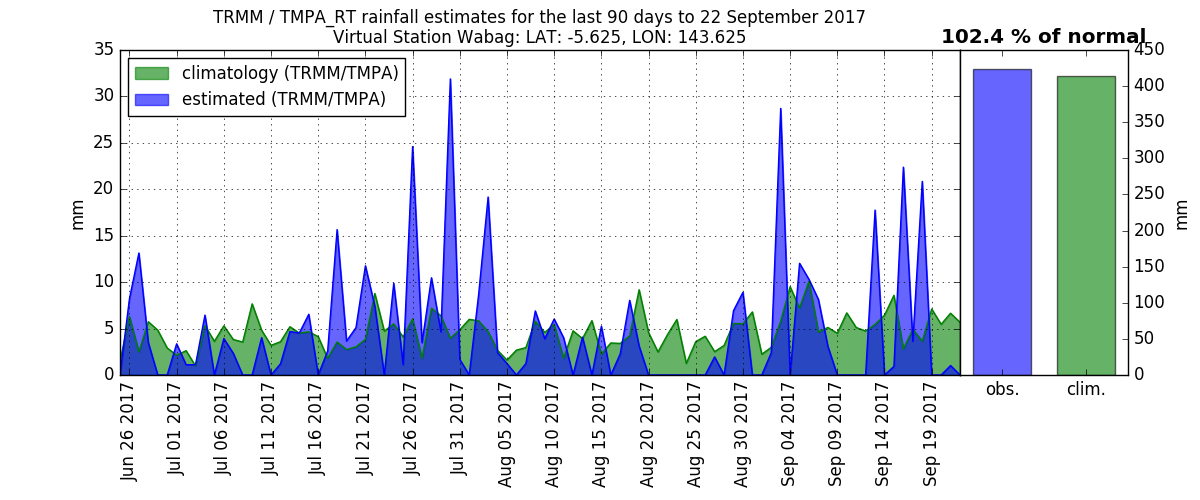 TRMM / TMPA_RT rainfall estimates for the last 90 days to 22 September 2017
Virtual Station Wabag: LAT: -5.625, LON: 143.625
102.4 % of normal
climatology (TRMM/TMPA)
estimated (TRMM/TMPA)
35
30
25
20
15
10
5
0
mm
Jun 26 2017
Jul 01 2017
Jul 06 2017
Jul 11 2017
Jul 16 2017
Jul 21 2017
Jul 26 2017
Jul 31 2017
Aug 05 2017
Aug 10 2017
Aug 15 2017
Aug 20 2017
Aug 25 2017
Aug 30 2017
Sep 04 2017
Sep 09 2017
Sep 14 2017
Sep 19 2017
obs.
clim.
450
400
350
300
250
200
150
100
50
0
mm